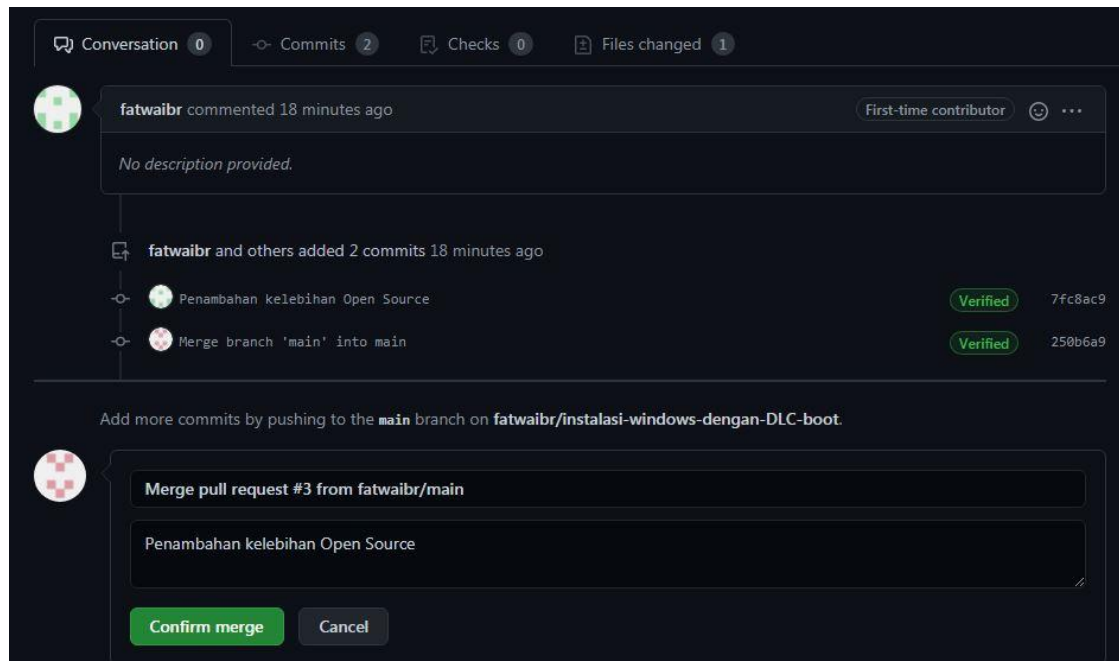 Conversation 0 Commits 2 Checks 0 Files changed 1
fatwaibr commented 18 minutes ago First-time contributor
No description provided.
fatwaibr and others added 2 commits 18 minutes ago
Penambahan kelebihan Open Source Verified 7fc8ac9
Merge branch 'main' into main Verified 250b6a9
Add more commits by pushing to the main branch on fatwaibr/instalasi-windows-dengan-DLC-boot.
Merge pull request #3 from fatwaibr/main
Penambahan kelebihan Open Source
Confirm merge Cancel